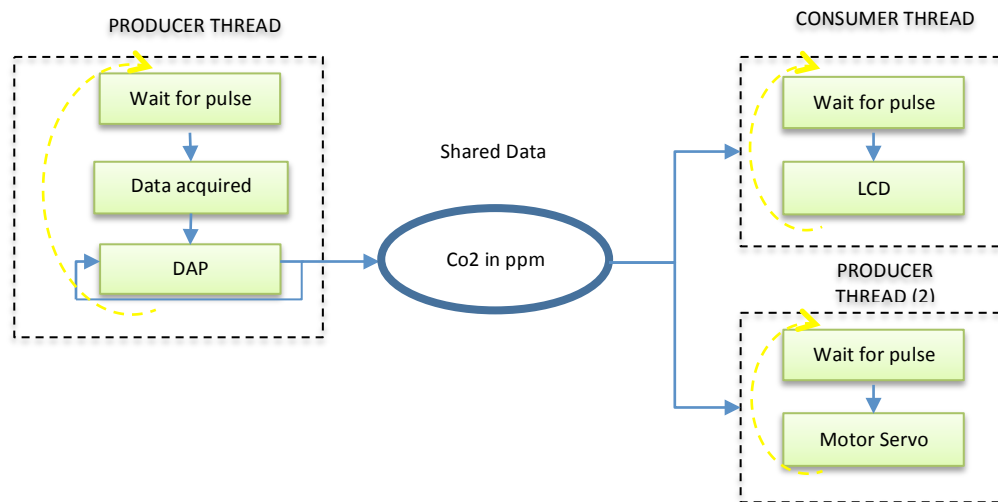 PRODUCER THREAD
Wait for pulse
Data acquired
DAP
Shared Data
Co2 in ppm
CONSUMER THREAD
Wait for pulse
LCD
PRODUCER
THREAD (2)
Wait for pulse
Motor Servo